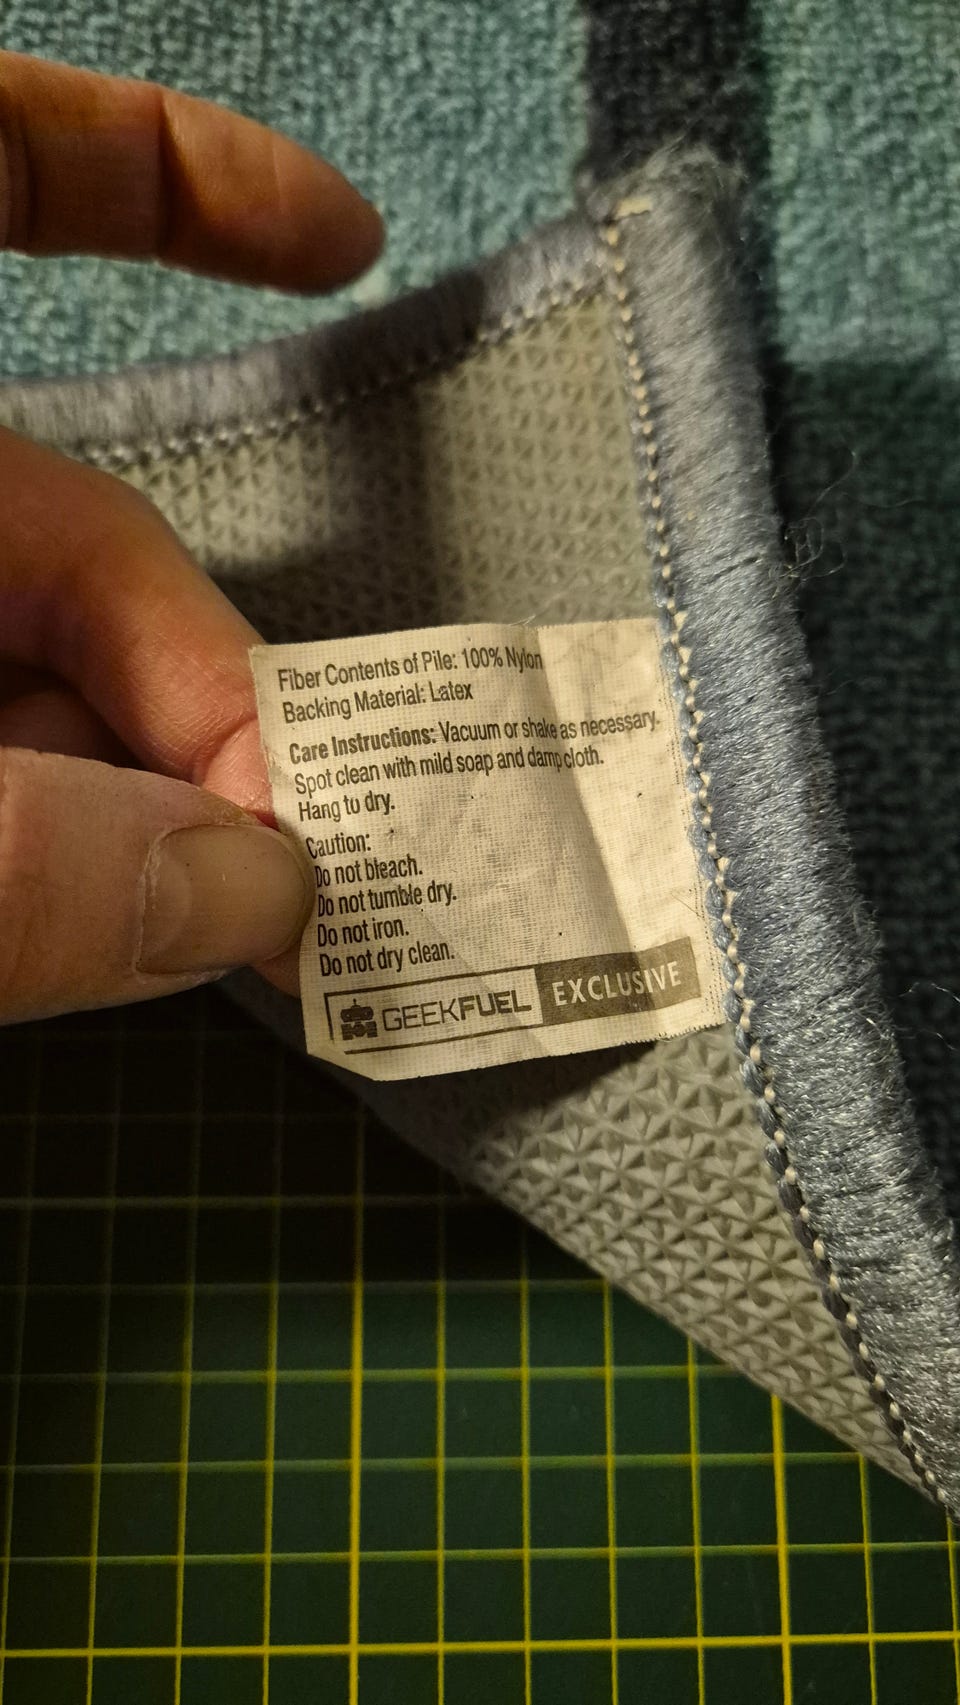 Fiber Contents of Pile: 100% Nylon
Backing Material: Latex
Care Instructions: Vacuum or shake as necessary.
Spot clean with mild soap and damp cloth.
Hang to dry.
Caution:
Do not bleach.
Do not tumble dry.
Do not iron.
Do not dry clean.
GEEKFUEL EXCLUSIVE